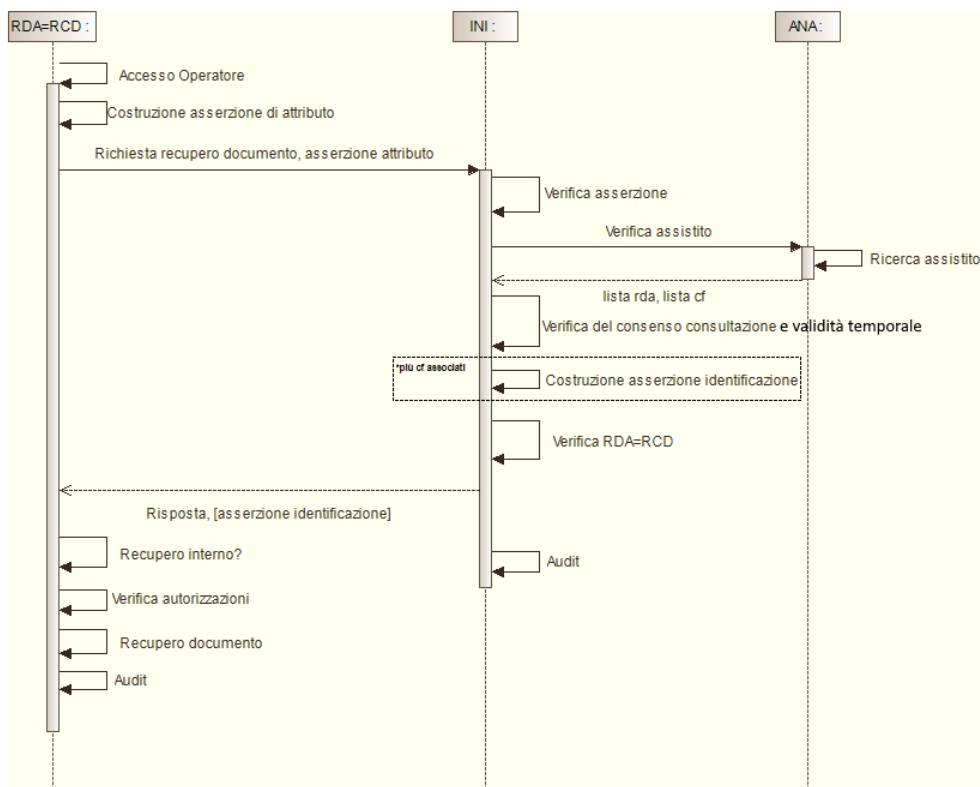 RDA=RCD :
INI :
ANA:
Accesso Operatore
Costruzione asserzione di attributo
Richiesta recupero documento, asserzione attributo
Verifica asserzione
Verifica assistito
Ricerca assistito
lista rda, lista cf
Verifica del consenso consultazione e validità temporale
*più cf associati
Costruzione asserzione identificazione
Verifica RDA=RCD
Risposta, [asserzione identificazione]
Recupero interno?
Audit
Verifica autorizzazioni
Recupero documento
Audit